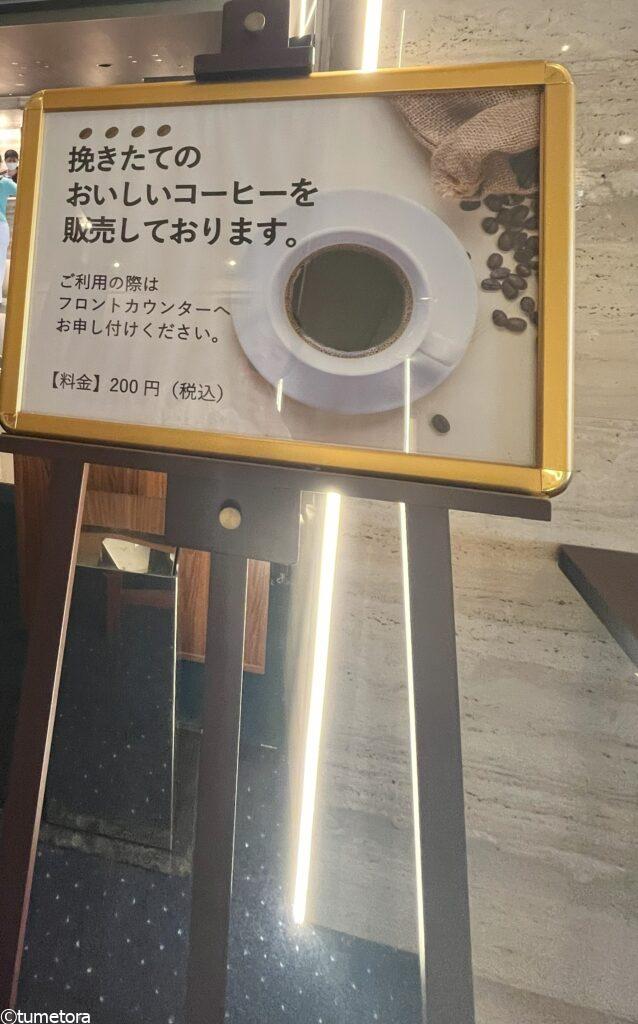 挽きたての
おいしいコーヒーを
販売しております。
ご利用の際は
フロントカウンターへ
お申し付けください。
【料金】200円（税込）
©tumetora